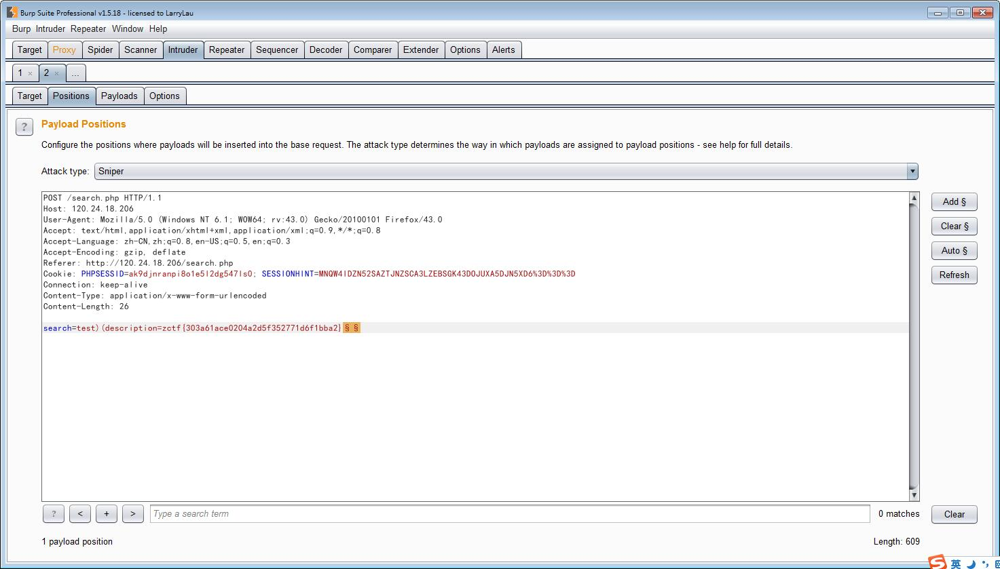 Burp Suite Professional v1.5.18 - licensed to LarryLau
Burp Intruder Repeater Window Help
Target Proxy Spider Scanner Intruder Repeater Sequencer Decoder Comparer Extender Options Alerts
1 × 2 × ...
Target Positions Payloads Options
? Payload Positions
Configure the positions where payloads will be inserted into the base request. The attack type determines the way in which payloads are assigned to payload positions - see help for full details.
Attack type: Sniper
POST /search.php HTTP/1.1
Host: 120.24.18.206
User-Agent: Mozilla/5.0 (Windows NT 6.1; WOW64; rv:43.0) Gecko/20100101 Firefox/43.0
Accept: text/html,application/xhtml+xml,application/xml;q=0.9,*/*;q=0.8
Accept-Language: zh-CN,zh;q=0.8,en-US;q=0.5,en;q=0.3
Accept-Encoding: gzip, deflate
Referer: http://120.24.18.206/search.php
Cookie: PHPSESSID=ak9djnranpi8o1e5l2dg547ls0; SESSIONHINT=MNQW4IDZN52SAZTJNZSCA3LZEBSGK43DOJUXA5DJN5XD6%3D%3D%3D
Connection: keep-alive
Content-Type: application/x-www-form-urlencoded
Content-Length: 26
search=test)(description=zctf{303a61ace0204a2d5f352771d6f1bba2}§ §
Add §
Clear §
Auto §
Refresh
? < + > Type a search term 0 matches Clear
1 payload position Length: 609
S 英